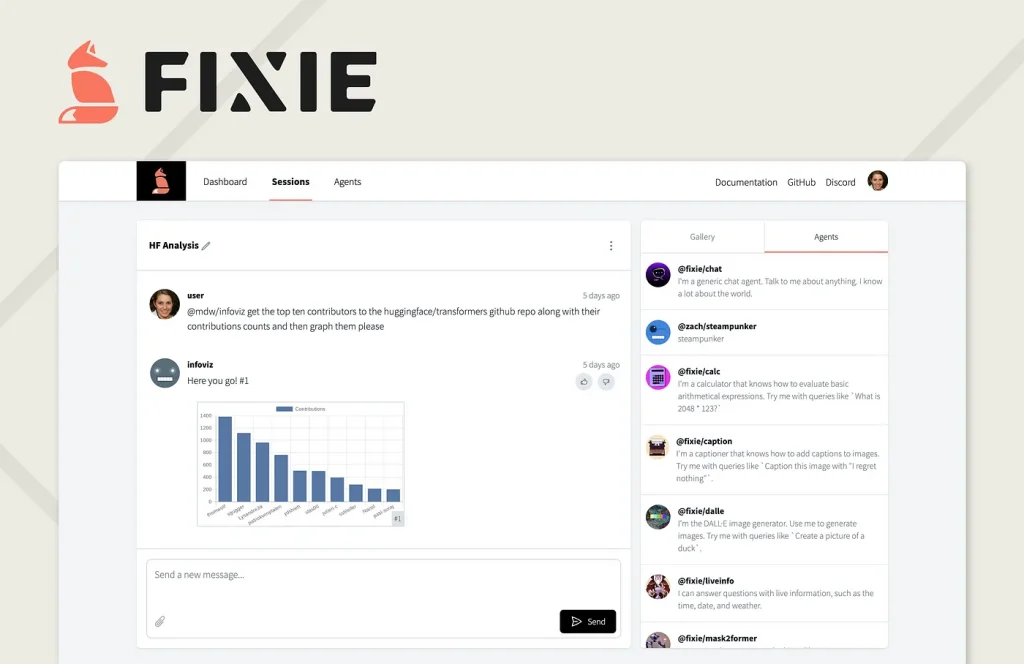 FIXIE
Dashboard
Sessions
Agents
Documentation
GitHub
Discord
HF Analysis
user
5 days ago
@mdw/infoviz get the top ten contributors to the huggingface/transformers github repo along with their
contributions counts and then graph them please
infoviz
5 days ago
Here you go! #1
Contributions
1400
1200
1000
800
600
400
200
0
thomwolf
sgugger
LysandreJik
patrickvonplaten
#1
Send a new message...
Send
Gallery
Agents
@fixie/chat
I'm a generic chat agent. Talk to me about anything. I know
a lot about the world.
@zach/steampunker
steampunker
@fixie/calc
I'm a calculator that knows how to evaluate basic
arithmetical expressions. Try me with queries like `What is
2048 * 123?`
@fixie/caption
I'm a captioner that knows how to add captions to images.
Try me with queries like `Caption this image with "I regret
nothing"`.
@fixie/dalle
I'm the DALL-E image generator. Use me to generate
images. Try me with queries like `Create a picture of a
duck`.
@fixie/liveinfo
I can answer questions with live information, such as the
time, date, and weather.
@fixie/mask2former